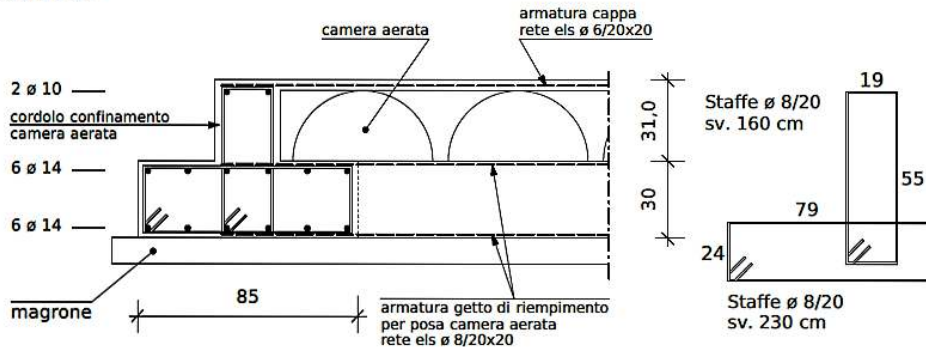 armatura cappa
rete els ø 6/20x20
camera aerata
2 ø 10
cordolo confinamento
camera aerata
6 ø 14
6 ø 14
magrone
85
armatura getto di riempimento
per posa camera aerata
rete els ø 8/20x20
31,0
30
Staffe ø 8/20
sv. 160 cm
19
55
79
24
Staffe ø 8/20
sv. 230 cm